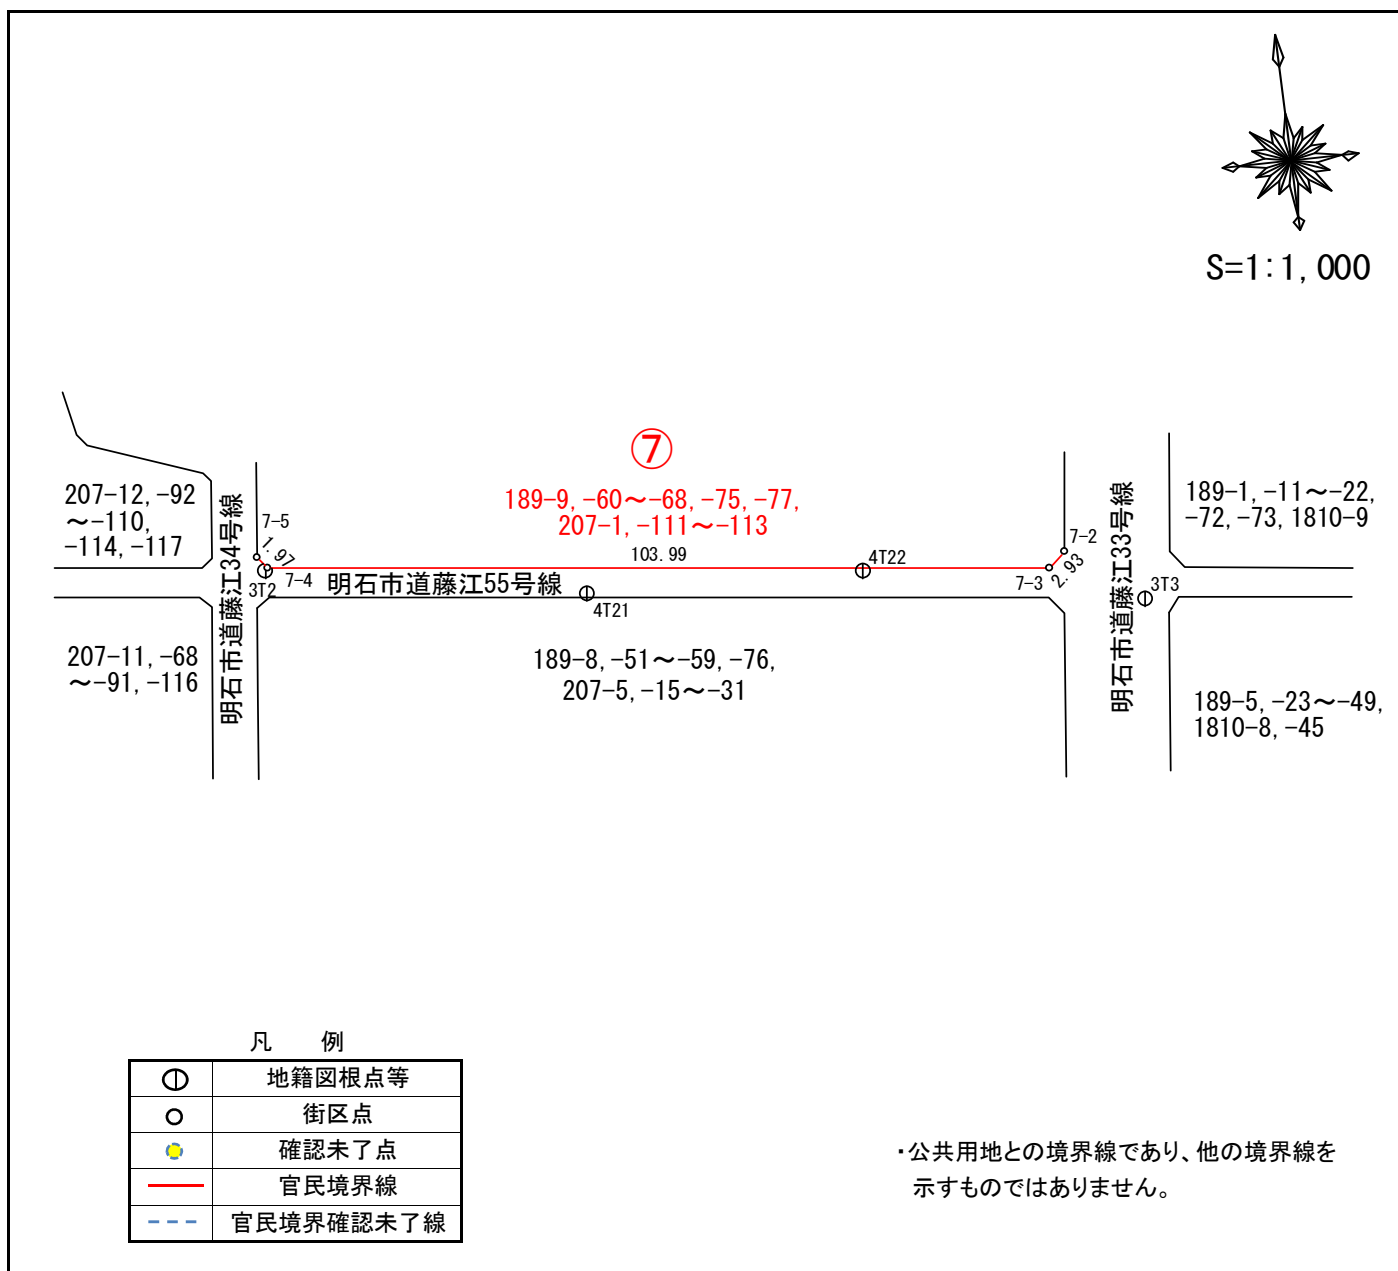 S=1:1,000
⑦
189-9, -60～-68, -75, -77,
207-1, -111～-113
103.99
207-12, -92
～-110,
-114, -117
明石市道藤江34号線
7-5
1.97
7-4
3T2
明石市道藤江55号線
4T22
4T21
7-3
7-2
2.93
明石市道藤江33号線
3T3
189-1, -11～-22,
-72, -73, 1810-9
207-11, -68
～-91, -116
189-8, -51～-59, -76,
207-5, -15～-31
189-5, -23～-49,
1810-8, -45
凡　例
地籍図根点等
街区点
確認未了点
官民境界線
官民境界確認未了線
・公共用地との境界線であり、他の境界線を
示すものではありません。